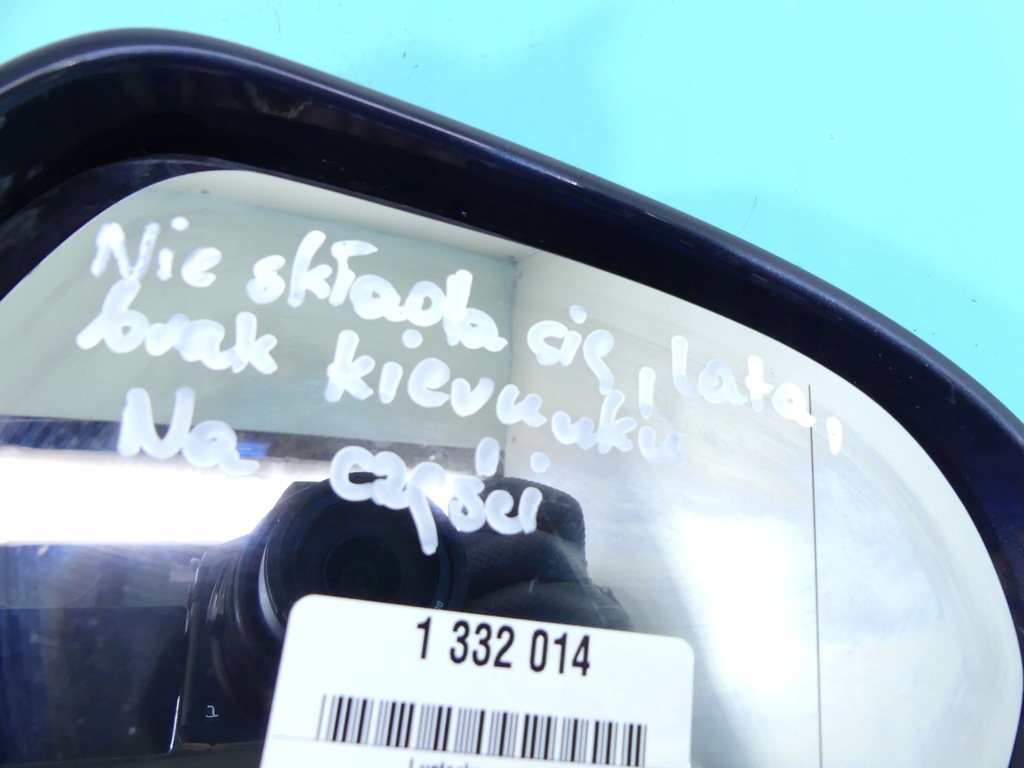 Nie składa się, lata,
brak kierunku
Na części
1 332 014